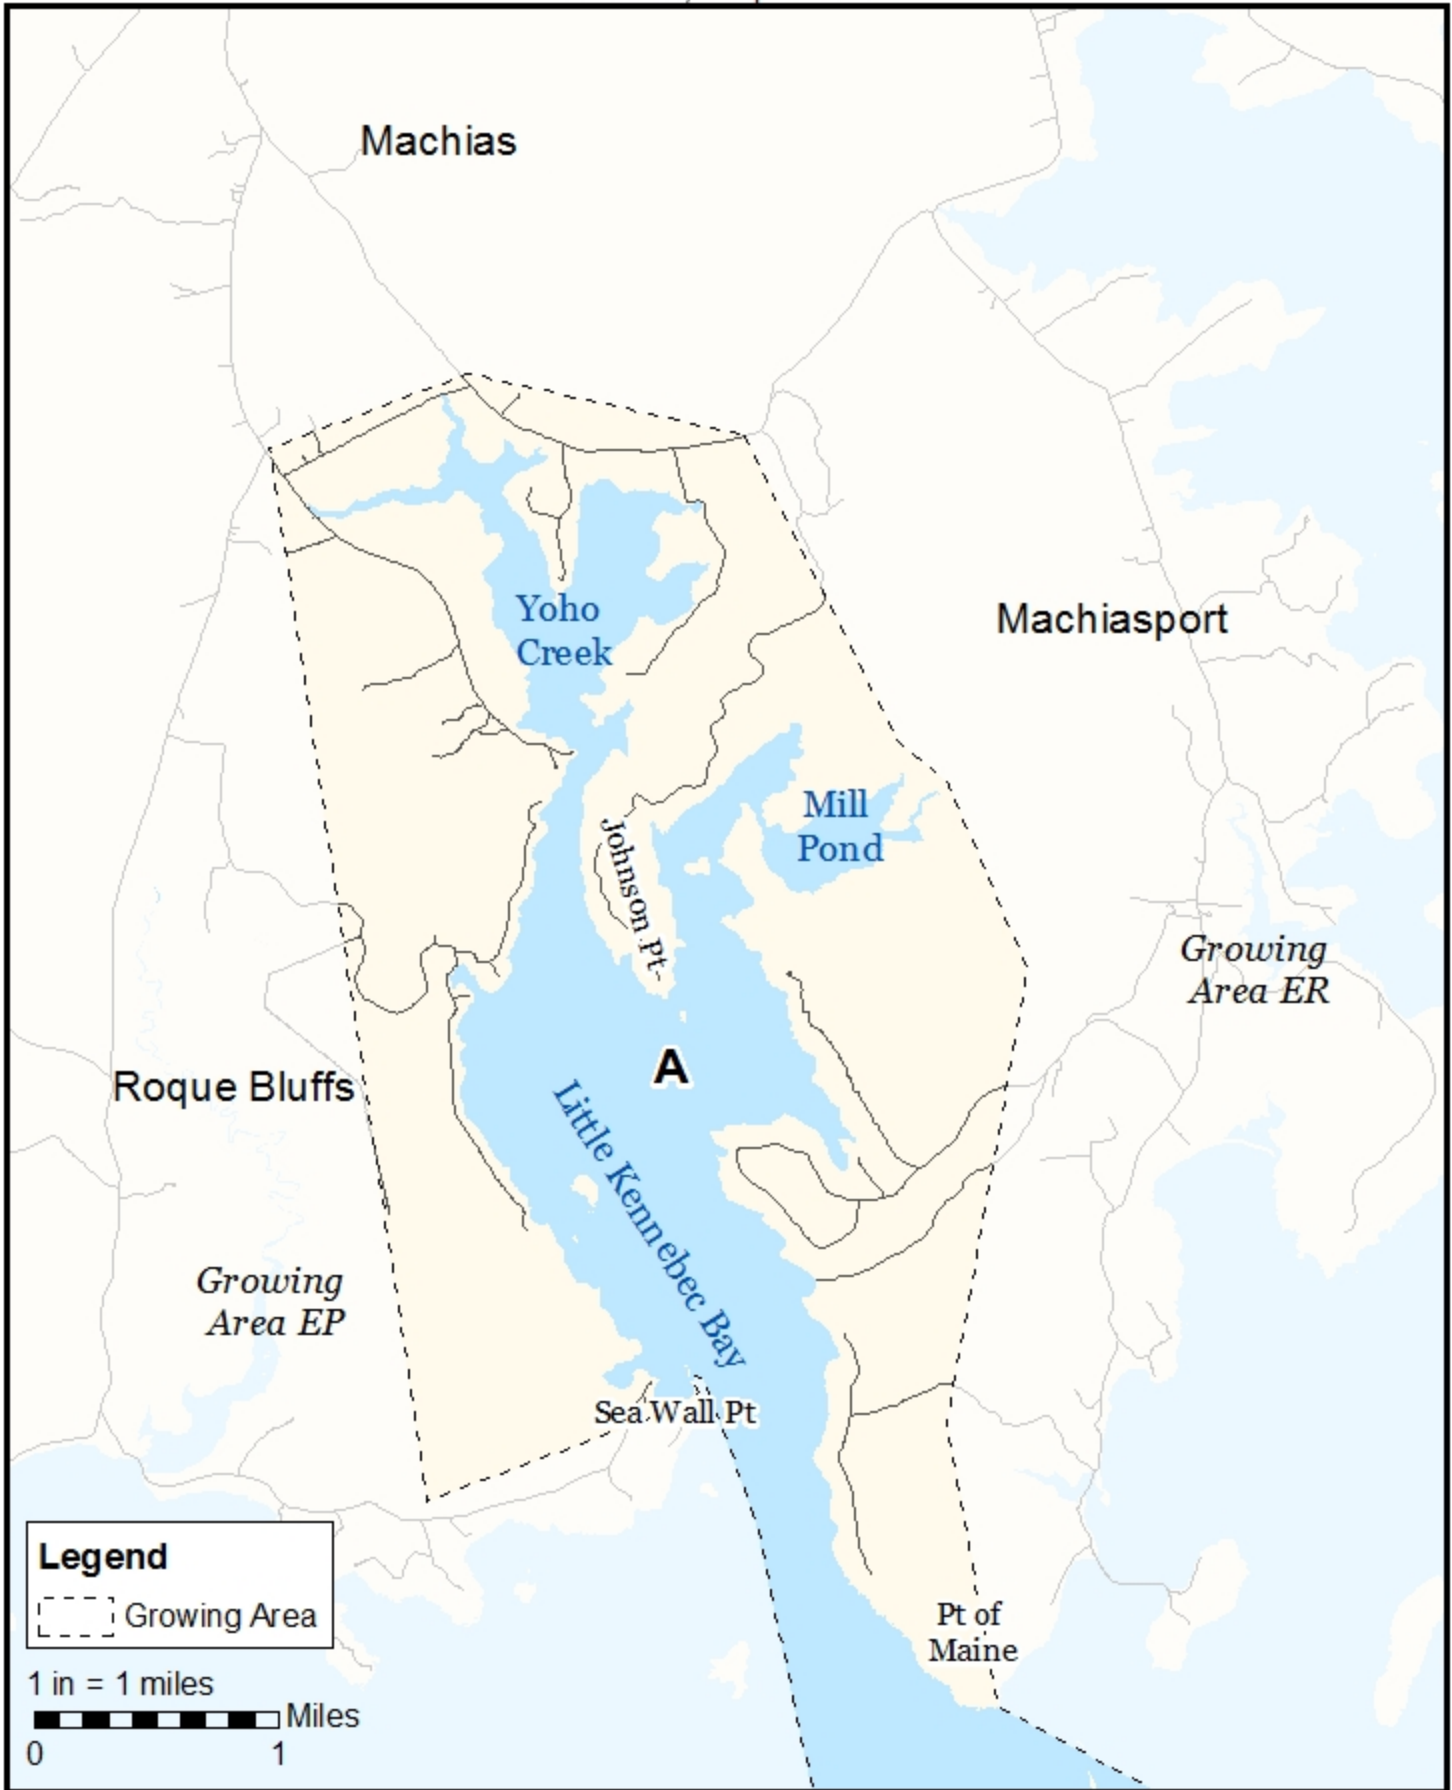 Machias
Yoho
Creek
Machiasport
Mill
Pond
Johnson Pt
Growing
Area ER
A
Roque Bluffs
Little Kennebec Bay
Growing
Area EP
Sea Wall Pt
Legend
Growing Area
Pt of
Maine
1 in = 1 miles
Miles
0 1